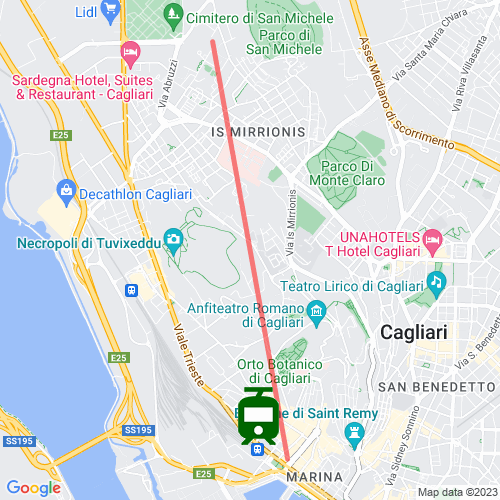 Lidl
Cimitero di San Michele
Parco di
San Michele
Via Santa Maria Chiara
Via Riva Villasanta
Asse Mediano di Scorrimento
Sardegna Hotel, Suites
& Restaurant - Cagliari
Via Abruzzi
E25
IS MIRRIONIS
Parco Di
Monte Claro
Decathlon Cagliari
Via Is Mirrionis
Necropoli di Tuvixeddu
UNAHOTELS
T Hotel Cagliari
Teatro Lirico di Cagliari
Anfiteatro Romano
di Cagliari
Viale Trieste
Cagliari
Via S. Benedetto
E25
Orto Botanico
di Cagliari
SAN BENEDETTO
di Saint Remy
Via Sidney Sonnino
SS195
SS195
E25
MARINA
Google
Map data ©2023